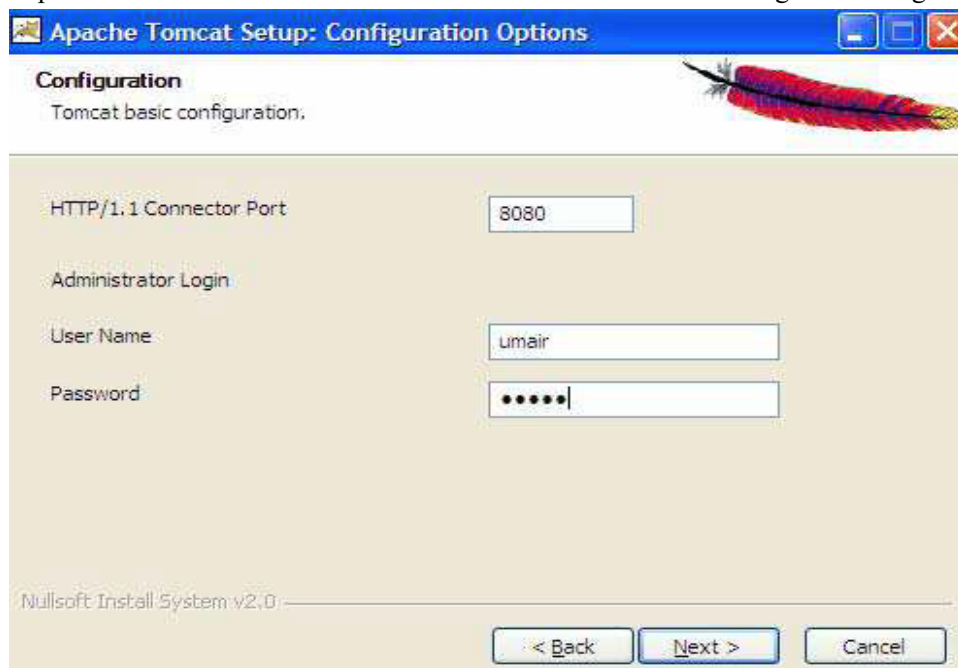 Apache Tomcat Setup: Configuration Options
Configuration
Tomcat basic configuration.
HTTP/1.1 Connector Port
8080
Administrator Login
User Name
umair
Password
•••••
Nullsoft Install System v2.0
< Back
Next >
Cancel